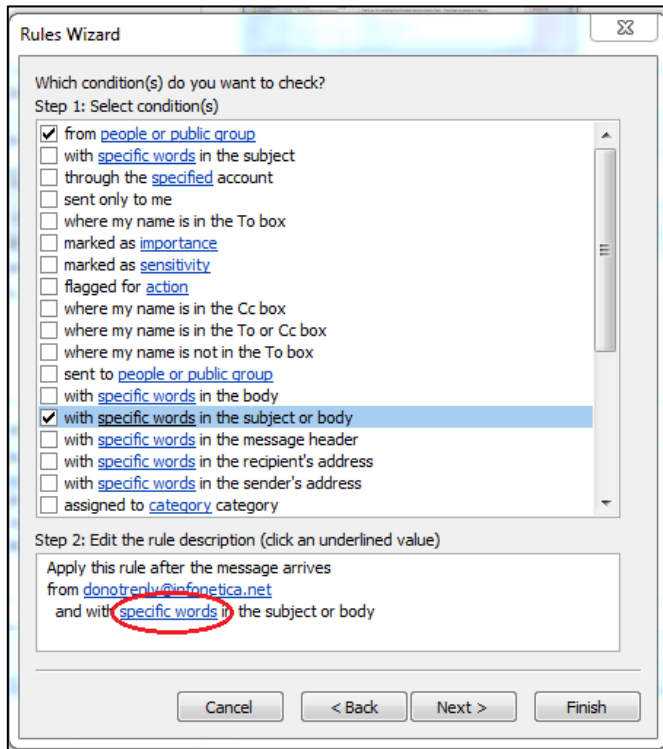 Rules Wizard
Which condition(s) do you want to check?
Step 1: Select condition(s)
from people or public group
with specific words in the subject
through the specified account
sent only to me
where my name is in the To box
marked as importance
marked as sensitivity
flagged for action
where my name is in the Cc box
where my name is in the To or Cc box
where my name is not in the To box
sent to people or public group
with specific words in the body
with specific words in the subject or body
with specific words in the message header
with specific words in the recipient's address
with specific words in the sender's address
assigned to category category
Step 2: Edit the rule description (click an underlined value)
Apply this rule after the message arrives
from donotreply@infonetica.net
and with specific words in the subject or body
Cancel
< Back
Next >
Finish